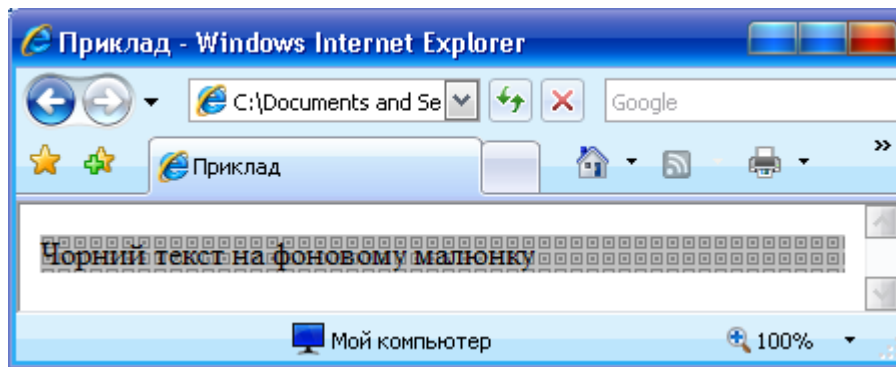 Приклад - Windows Internet Explorer
C:\Documents and Se
Google
Приклад
»
Чорний текст на фоновому малюнку
Мой компьютер
100%